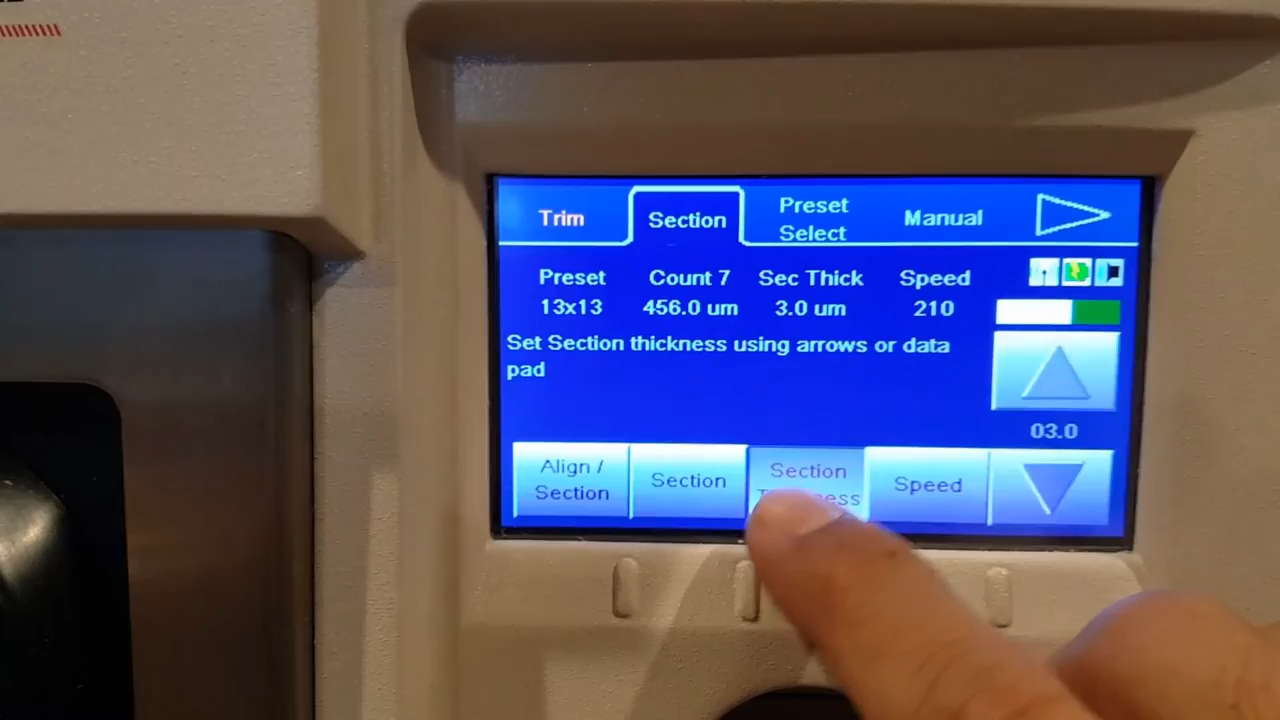 Trim
Section
Preset
Select
Manual
Preset
Count 7
Sec Thick
Speed
13x13
456.0 um
3.0 um
210
Set Section thickness using arrows or data
pad
03.0
Align /
Section
Section
Section
Speed